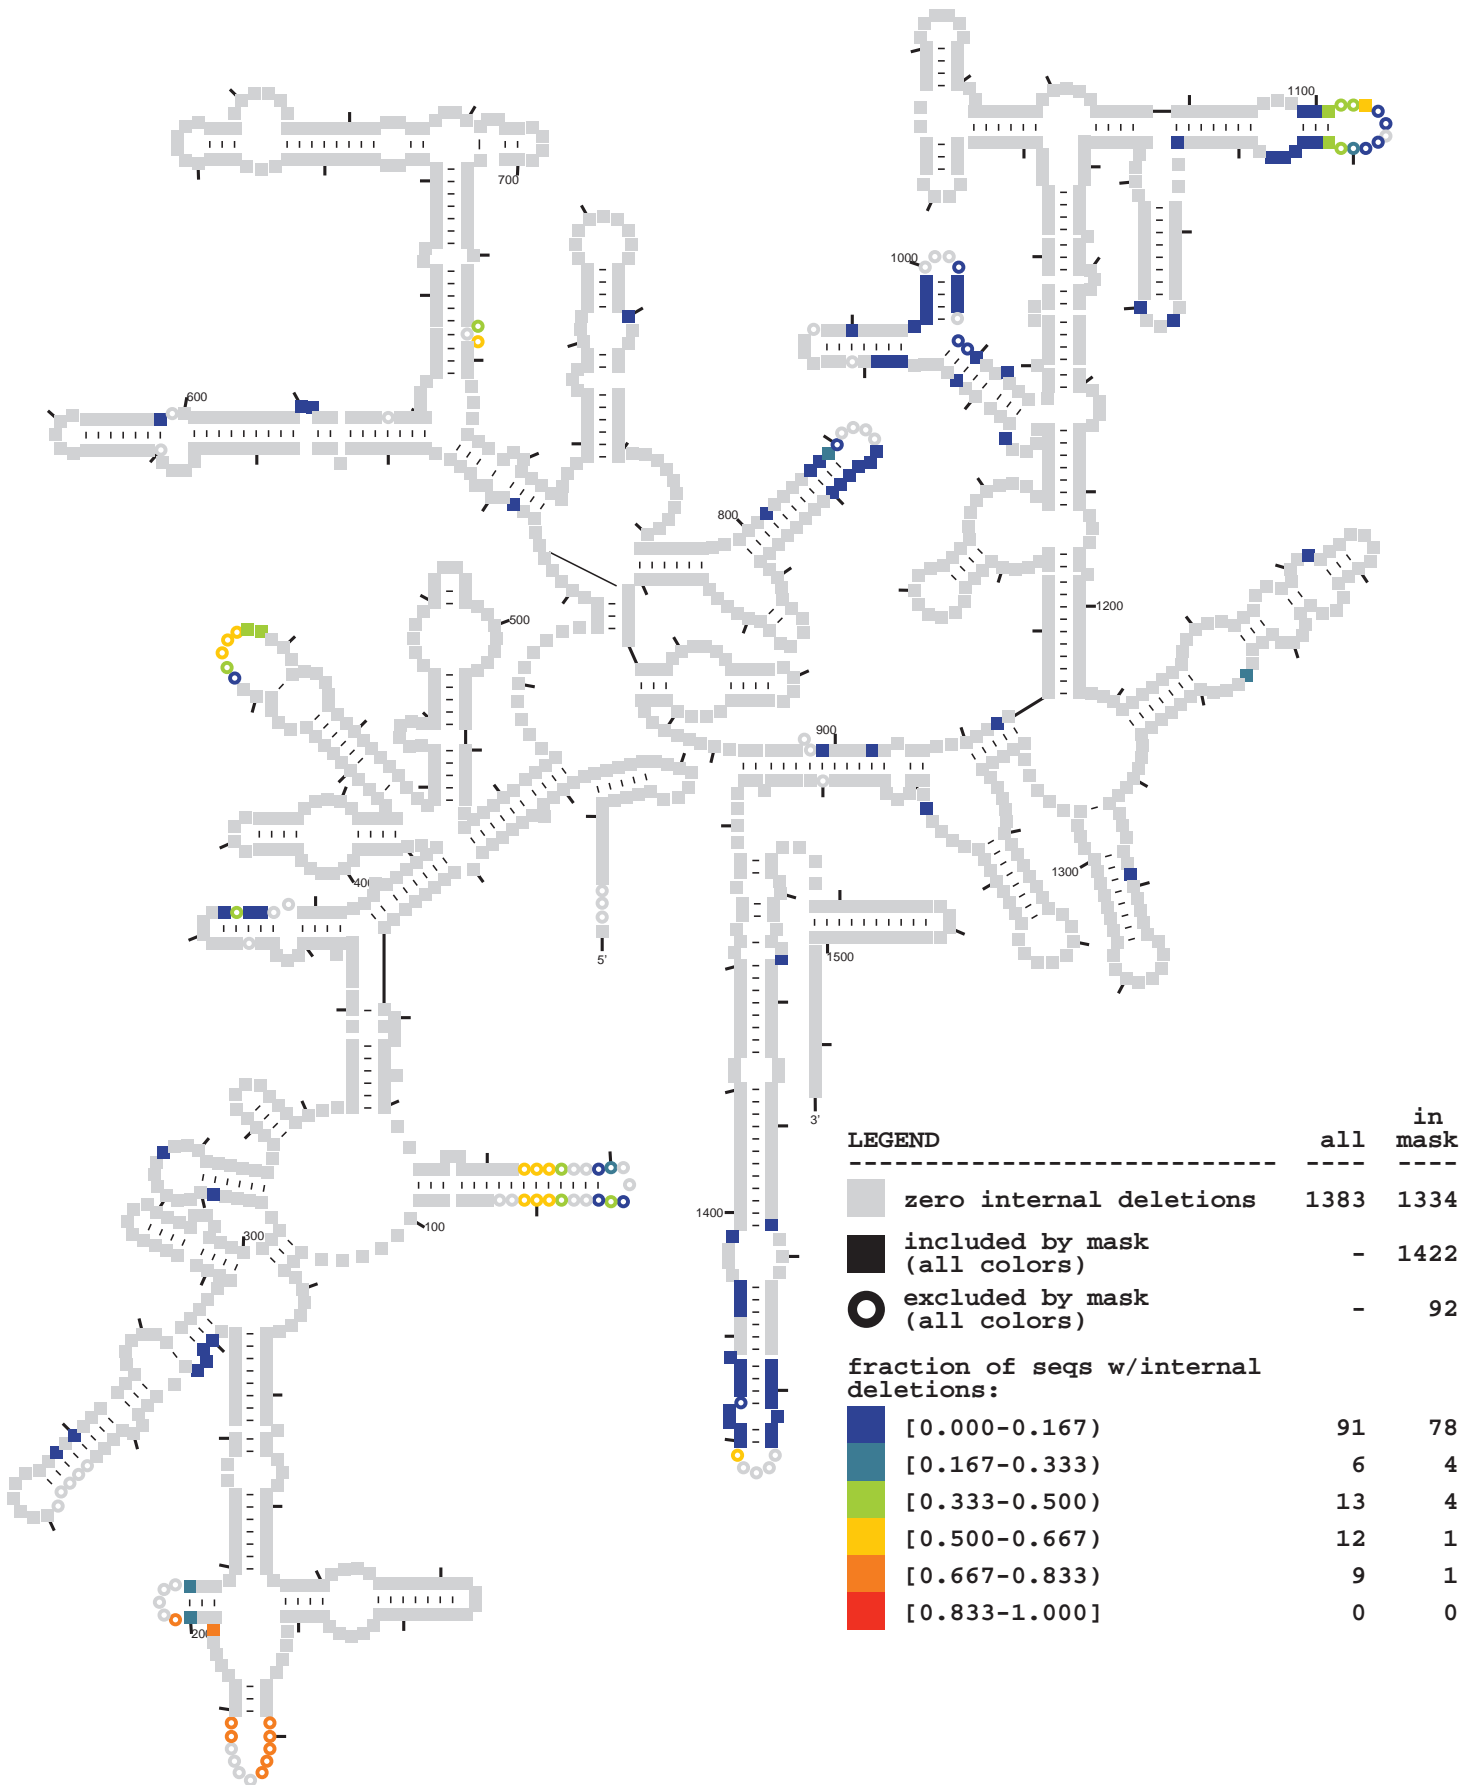 1100
700
1000
600
800
500
1200
900
1300
400
5'
1500
3'
in
LEGEND all mask
---------------------------- ---- ----
zero internal deletions 1383 1334
included by mask
(all colors) - 1422
excluded by mask
(all colors) - 92
fraction of seqs w/internal
deletions:
[0.000-0.167) 91 78
[0.167-0.333) 6 4
[0.333-0.500) 13 4
[0.500-0.667) 12 1
[0.667-0.833) 9 1
[0.833-1.000] 0 0
100
1400
300
200